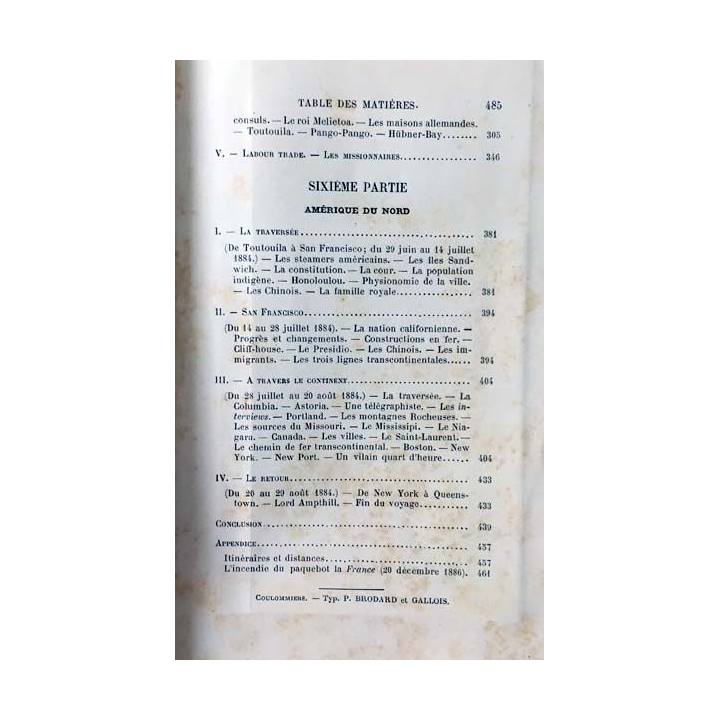 TABLE DES MATIÈRES. 485
consuls. — Le roi Melietoa. — Les maisons allemandes.
— Toutouila. — Pango-Pango. — Hübner-Bay........ 305
V. — Labour trade. — Les missionnaires................ 346
SIXIÈME PARTIE
AMÉRIQUE DU NORD
I. — La traversée........................................ 381
(De Toutouila à San Francisco; du 29 juin au 14 juillet
1884.) — Les steamers américains. — Les îles Sand-
wich. — La constitution. — La cour. — La population
indigène. — Honoloulou. — Physionomie de la ville.
— Les Chinois. — La famille royale................ 381
II. — San Francisco...................................... 394
(Du 14 au 28 juillet 1884). — La nation californienne. —
Progrès et changements. — Constructions en fer. —
Cliff-house. — Le Presidio. — Les Chinois. — Les im-
migrants. — Les trois lignes transcontinentales...... 394
III. — A travers le continent............................ 404
(Du 28 juillet au 20 août 1884.) — La traversée. — La
Columbia. — Astoria. — Une télégraphiste. — Les in-
terviews. — Portland. — Les montagnes Rocheuses. —
Les sources du Missouri. — Le Mississipi. — Le Nia-
gara. — Canada. — Les villes. — Le Saint-Laurent. —
Le chemin de fer transcontinental. — Boston. — New
York. — New Port. — Un vilain quart d'heure...... 404
IV. — Le retour........................................ 433
(Du 20 au 29 août 1884.) — De New York à Queens-
town. — Lord Ampthill. — Fin du voyage............ 433
Conclusion............................................. 439
Appendice.............................................. 457
Itinéraires et distances............................... 457
L'incendie du paquebot la France (20 décembre 1886). 461
Coulommiers. — Typ. P. BRODARD et GALLOIS.